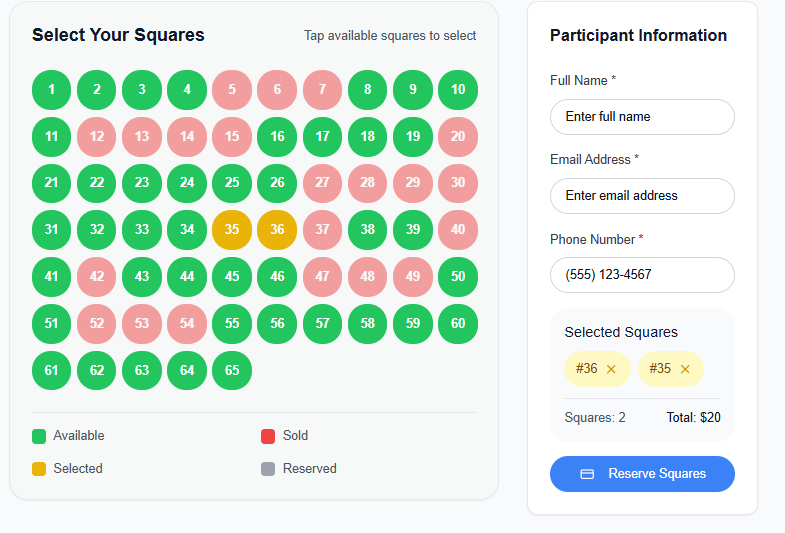 Select Your Squares
Tap available squares to select
1 2 3 4 5 6 7 8 9 10
11 12 13 14 15 16 17 18 19 20
21 22 23 24 25 26 27 28 29 30
31 32 33 34 35 36 37 38 39 40
41 42 43 44 45 46 47 48 49 50
51 52 53 54 55 56 57 58 59 60
61 62 63 64 65
Available
Sold
Selected
Reserved
Participant Information
Full Name *
Enter full name
Email Address *
Enter email address
Phone Number *
(555) 123-4567
Selected Squares
#36 × #35 ×
Squares: 2 Total: $20
Reserve Squares